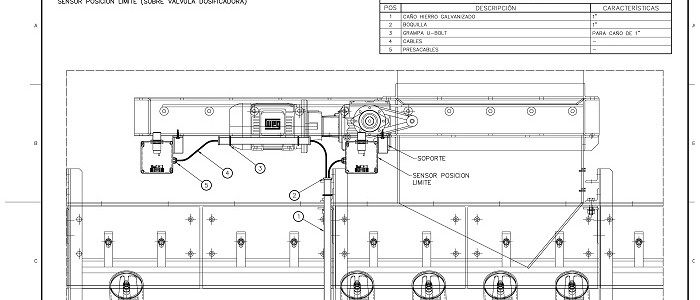 SENSOR POSICION LIMITE (SOBRE VALVULA DOSIFICADORA)
POS DESCRIPCIÓN CARACTERÍSTICAS
1 CAÑO HIERRO GALVANIZADO 1"
2 BOQUILLA 1"
3 GRAMPA U-BOLT PARA CAÑO DE 1"
4 CABLES -
5 PRESACABLES -
A
A
B
B
WEG
SOPORTE
SENSOR POSICION
LIMITE
5
4
3
2
1
C
C